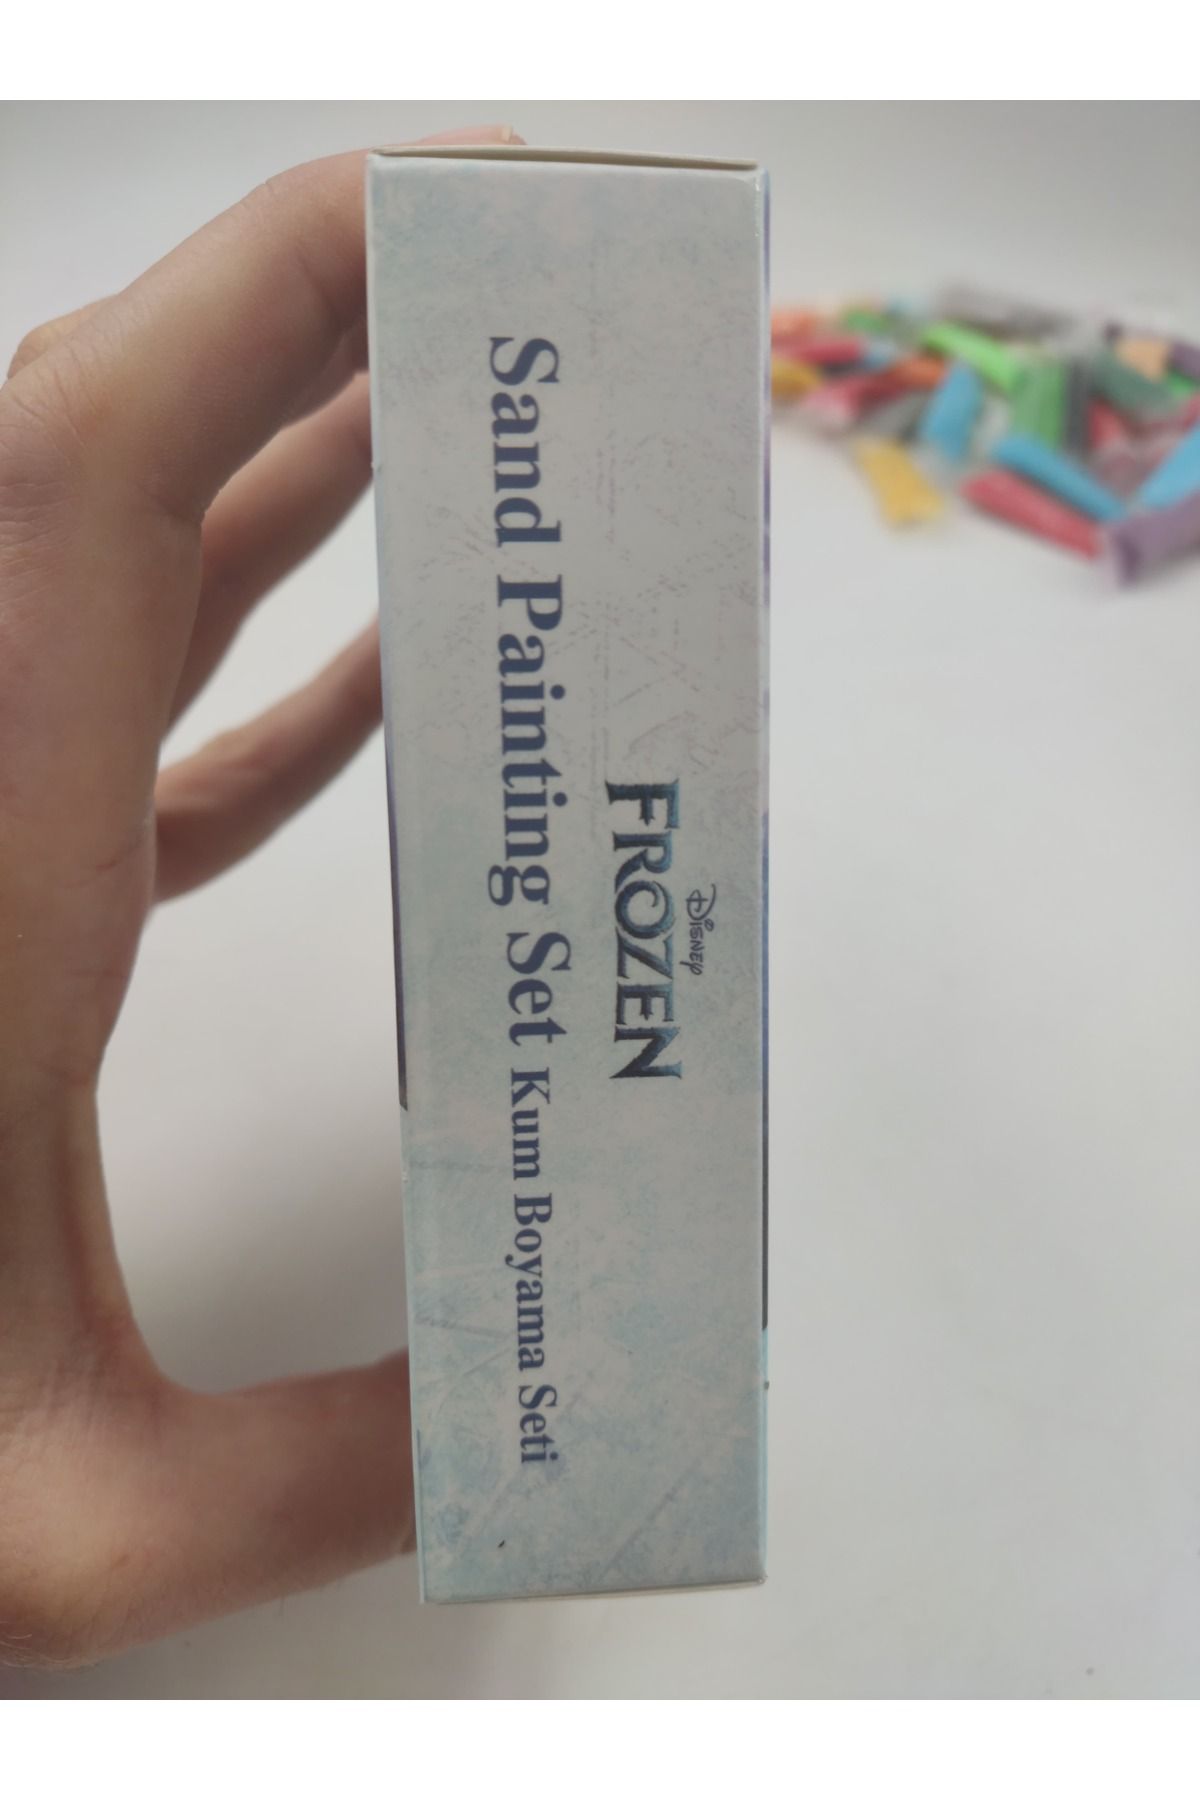 Disney
FROZEN
Sand Painting Set Kum Boyama Seti